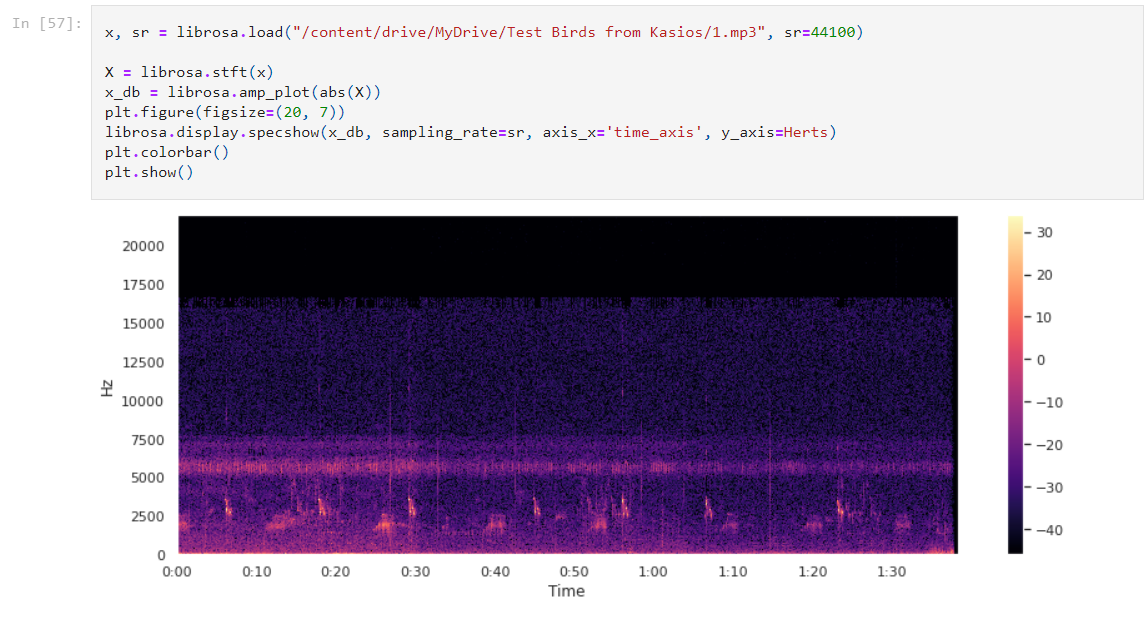 In [57]:
x, sr = librosa.load("/content/drive/MyDrive/Test Birds from Kasios/1.mp3", sr=44100)
X = librosa.stft(x)
x_db = librosa.amp_plot(abs(X))
plt.figure(figsize=(20, 7))
librosa.display.specshow(x_db, sampling_rate=sr, axis_x='time_axis', y_axis=Herts)
plt.colorbar()
plt.show()
20000
17500
15000
12500
10000
7500
5000
2500
0
Hz
0:00 0:10 0:20 0:30 0:40 0:50 1:00 1:10 1:20 1:30
Time
30
20
10
0
−10
−20
−30
−40